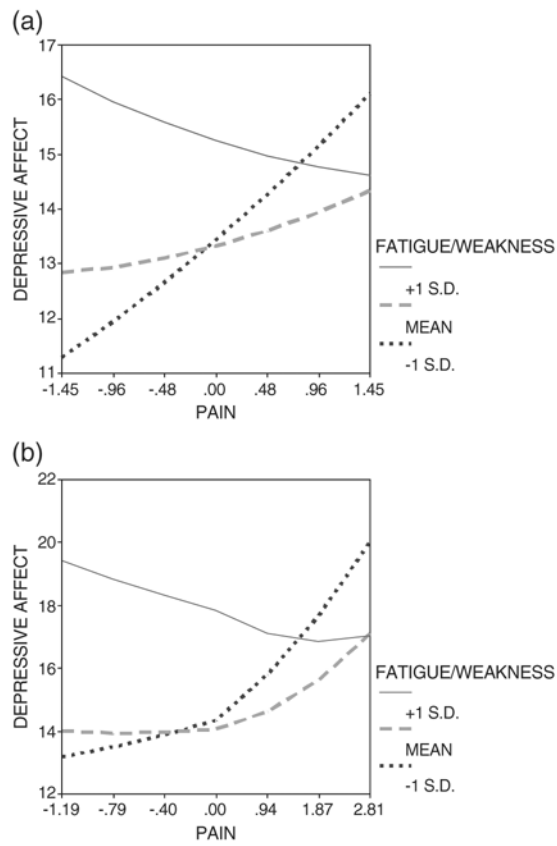 (a)
17
16
15
14
13
12
11
DEPRESSIVE AFFECT
-1.45 -.96 -.48 .00 .48 .96 1.45
PAIN
FATIGUE/WEAKNESS
+1 S.D.
MEAN
-1 S.D.
(b)
22
20
18
16
14
12
DEPRESSIVE AFFECT
-1.19 -.79 -.40 .00 .94 1.87 2.81
PAIN
FATIGUE/WEAKNESS
+1 S.D.
MEAN
-1 S.D.